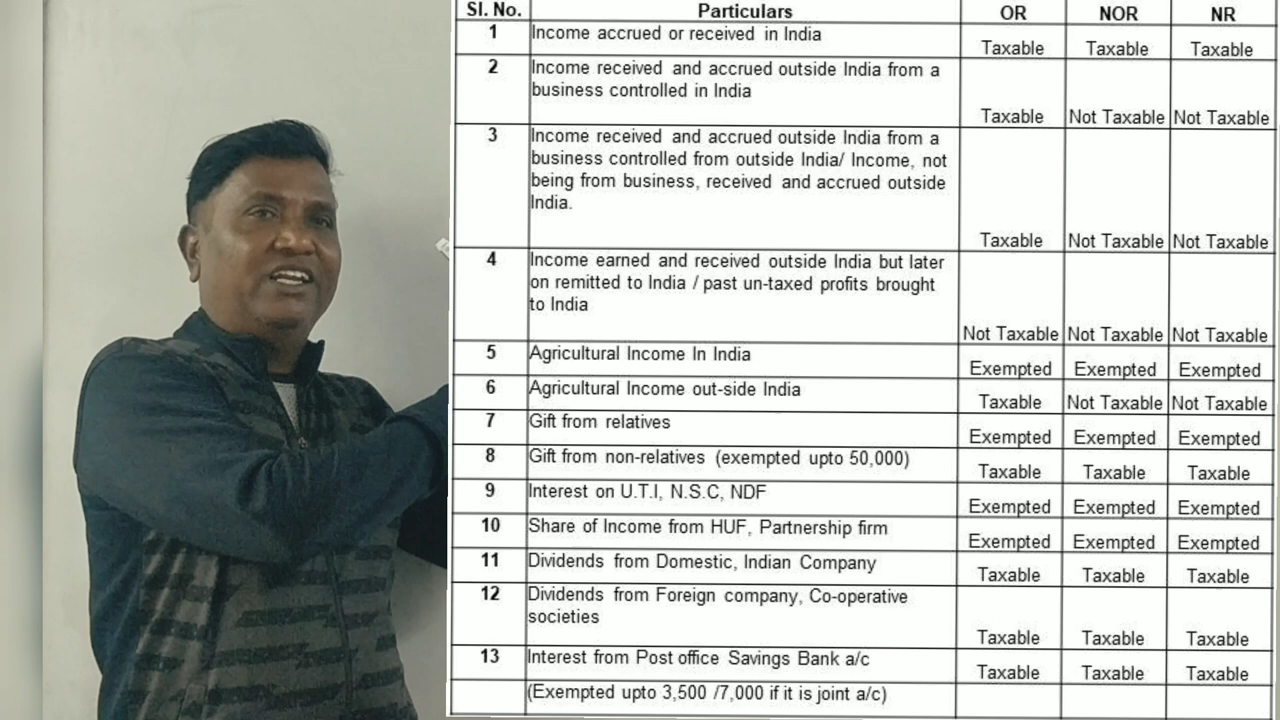 Sl. No. Particulars OR NOR NR
1 Income accrued or received in India Taxable Taxable Taxable
2 Income received and accrued outside India from a
business controlled in India
Taxable Not Taxable Not Taxable
3 Income received and accrued outside India from a
business controlled from outside India/ Income, not
being from business, received and accrued outside
India.
Taxable Not Taxable Not Taxable
4 Income earned and received outside India but later
on remitted to India / past un-taxed profits brought
to India
Not Taxable Not Taxable Not Taxable
5 Agricultural Income In India Exempted Exempted Exempted
6 Agricultural Income out-side India Taxable Not Taxable Not Taxable
7 Gift from relatives Exempted Exempted Exempted
8 Gift from non-relatives (exempted upto 50,000) Taxable Taxable Taxable
9 Interest on U.T.I, N.S.C, NDF Exempted Exempted Exempted
10 Share of Income from HUF, Partnership firm Exempted Exempted Exempted
11 Dividends from Domestic, Indian Company Taxable Taxable Taxable
12 Dividends from Foreign company, Co-operative
societies
Taxable Taxable Taxable
13 Interest from Post office Savings Bank a/c Taxable Taxable Taxable
(Exempted upto 3,500 /7,000 if it is joint a/c)